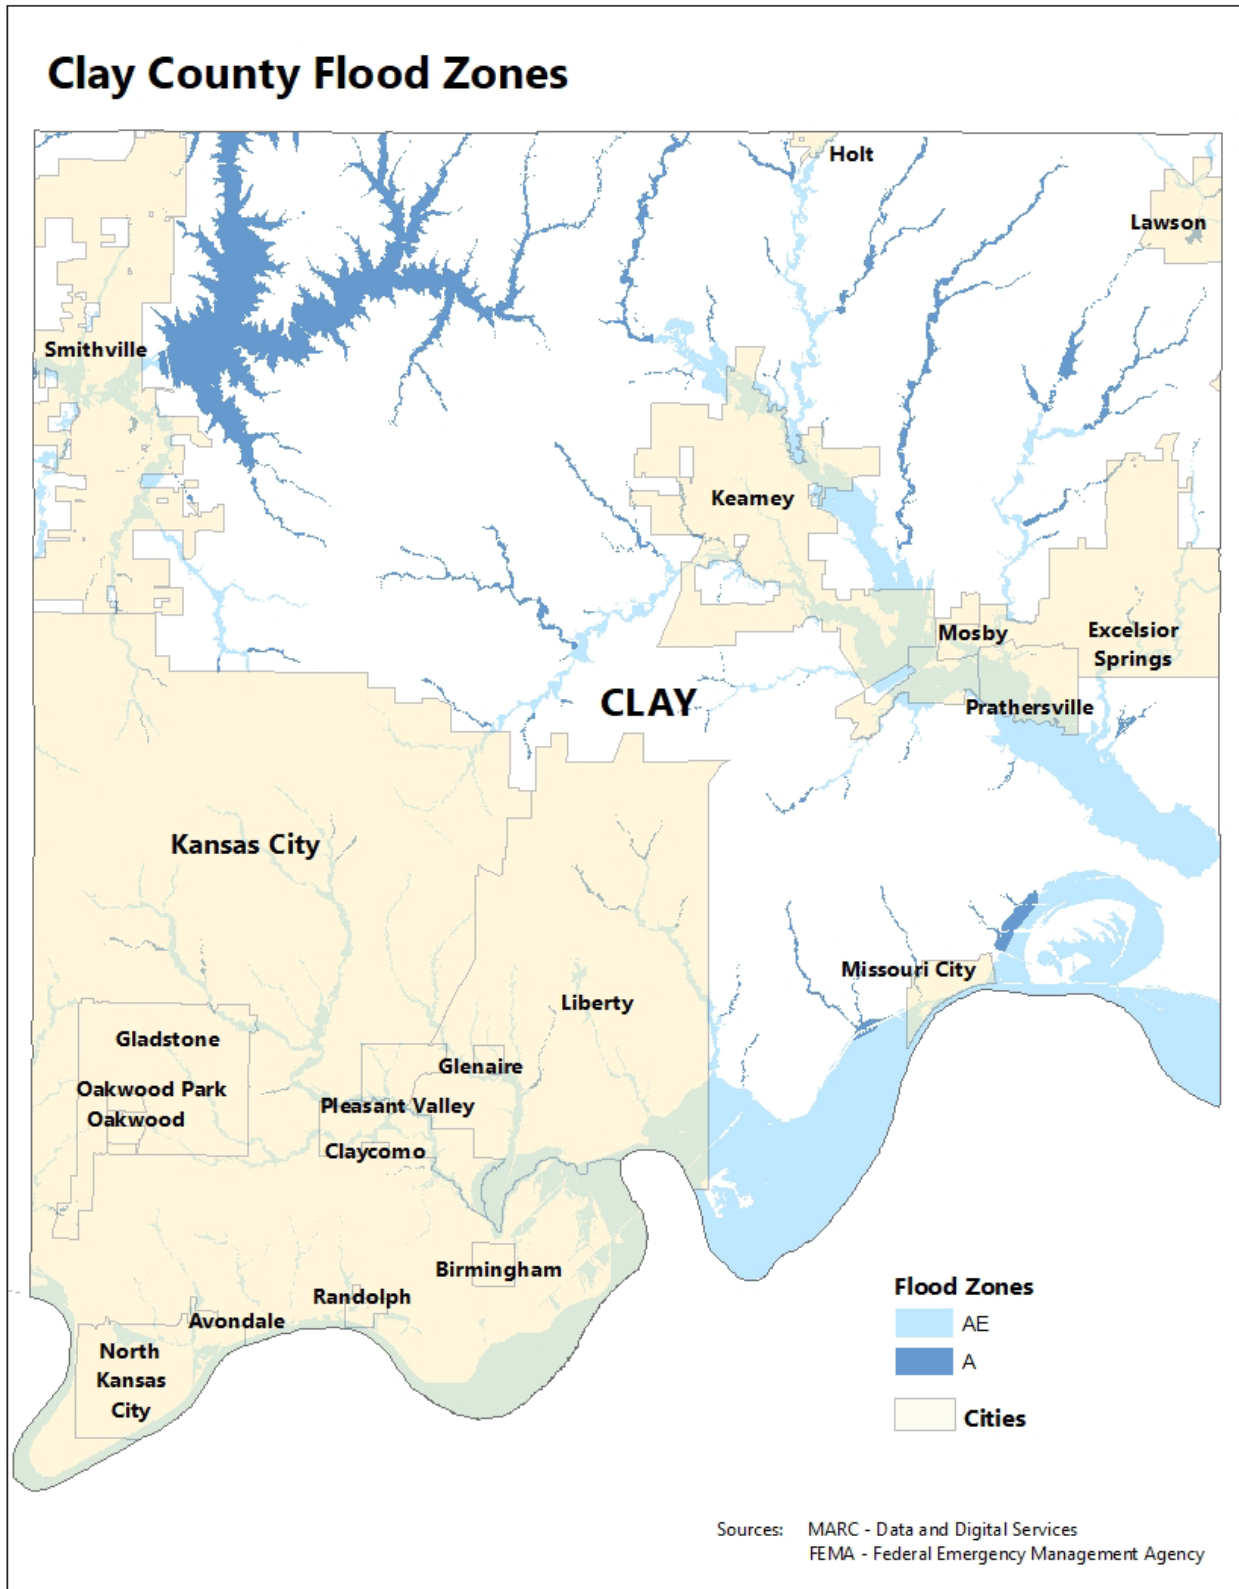 Clay County Flood Zones
Holt
Lawson
Smithville
Kearney
Mosby
Excelsior
Springs
CLAY
Prathersville
Kansas City
Missouri City
Liberty
Gladstone
Glenaire
Oakwood Park
Pleasant Valley
Oakwood
Claycomo
Birmingham
Randolph
Avondale
North
Kansas
City
Flood Zones
AE
A
Cities
Sources: MARC - Data and Digital Services
FEMA - Federal Emergency Management Agency